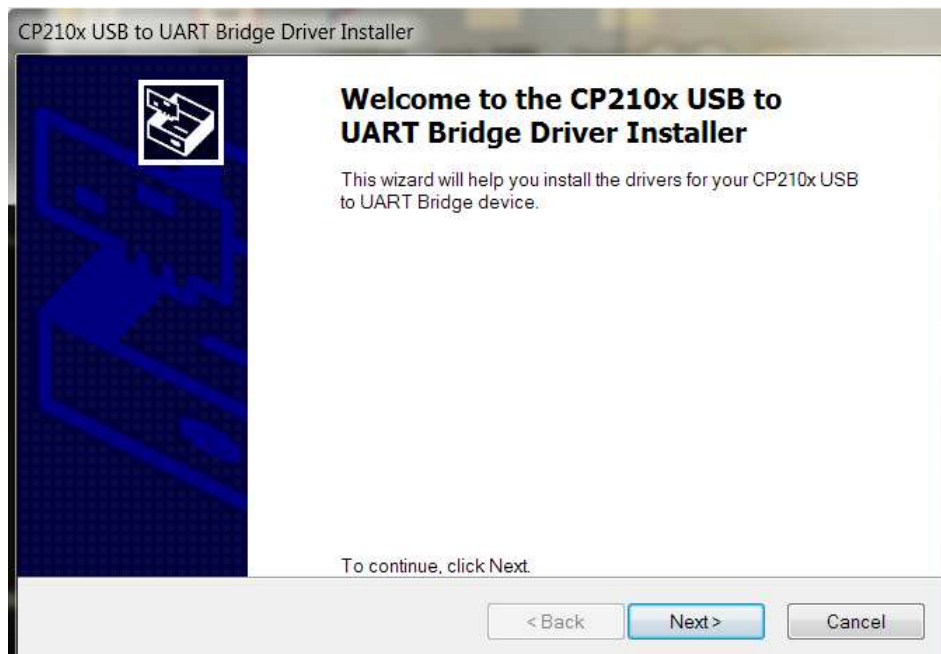 CP210x USB to UART Bridge Driver Installer
Welcome to the CP210x USB to
UART Bridge Driver Installer
This wizard will help you install the drivers for your CP210x USB
to UART Bridge device.
To continue, click Next.
< Back
Next >
Cancel